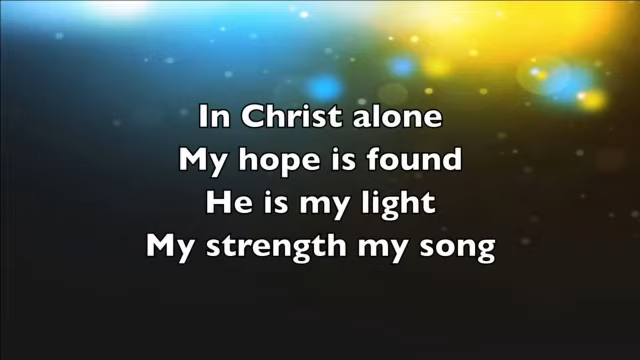 In Christ alone
My hope is found
He is my light
My strength my song